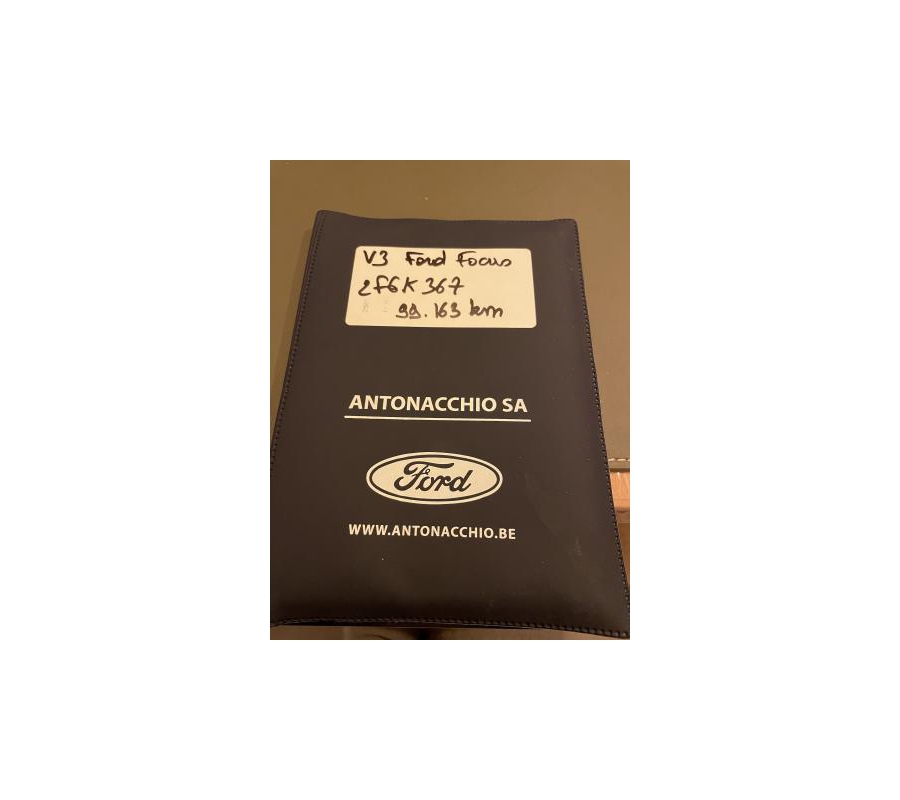 V3 Ford Focus
2F6K367
99.163 km
ANTONACCHIO SA
Ford
WWW.ANTONACCHIO.BE